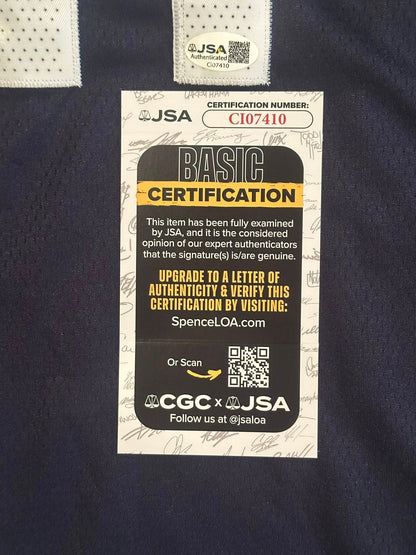 JSA
Authenticated
CI07410
JSA
CERTIFICATION NUMBER:
CI07410
BASIC
CERTIFICATION
This item has been fully examined
by JSA, and it is the considered
opinion of our expert authenticators
that the signature(s) is/are genuine.
UPGRADE TO A LETTER OF
AUTHENTICITY & VERIFY THIS
CERTIFICATION BY VISITING:
SpenceLOA.com
Or Scan
CGC x JSA
Follow us at @jsaloa